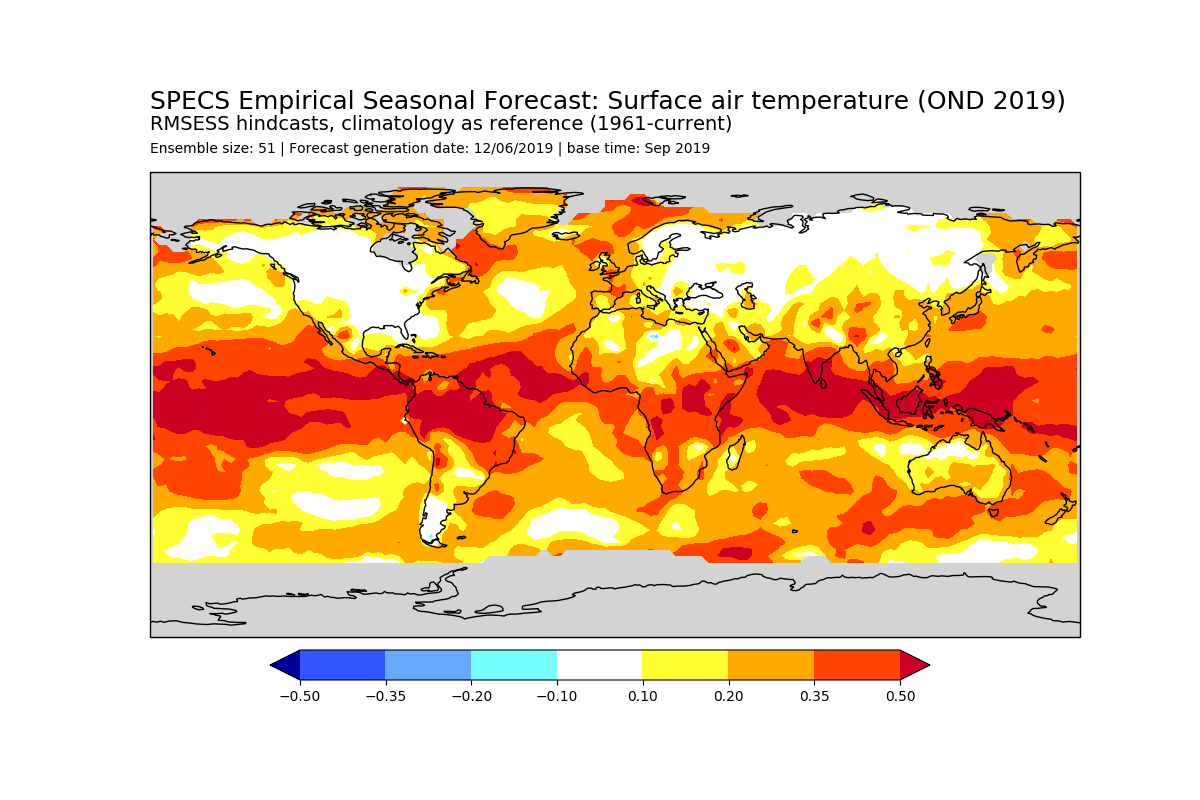 SPECS Empirical Seasonal Forecast: Surface air temperature (OND 2019)
RMSESS hindcasts, climatology as reference (1961-current)
Ensemble size: 51 | Forecast generation date: 12/06/2019 | base time: Sep 2019
−0.50 −0.35 −0.20 −0.10 0.10 0.20 0.35 0.50